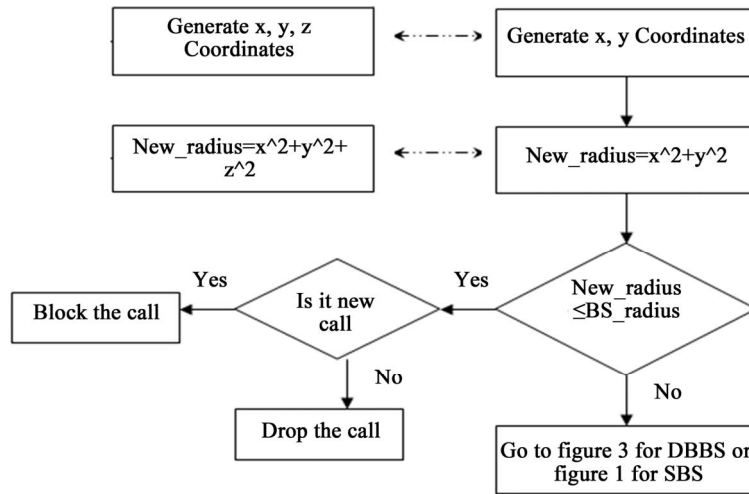 Generate x, y, z
Coordinates
Generate x, y Coordinates
New_radius=x^2+y^2+
z^2
New_radius=x^2+y^2
New_radius
≤BS_radius
Yes
Is it new
call
Yes
Block the call
No
Drop the call
No
Go to figure 3 for DBBS or
figure 1 for SBS